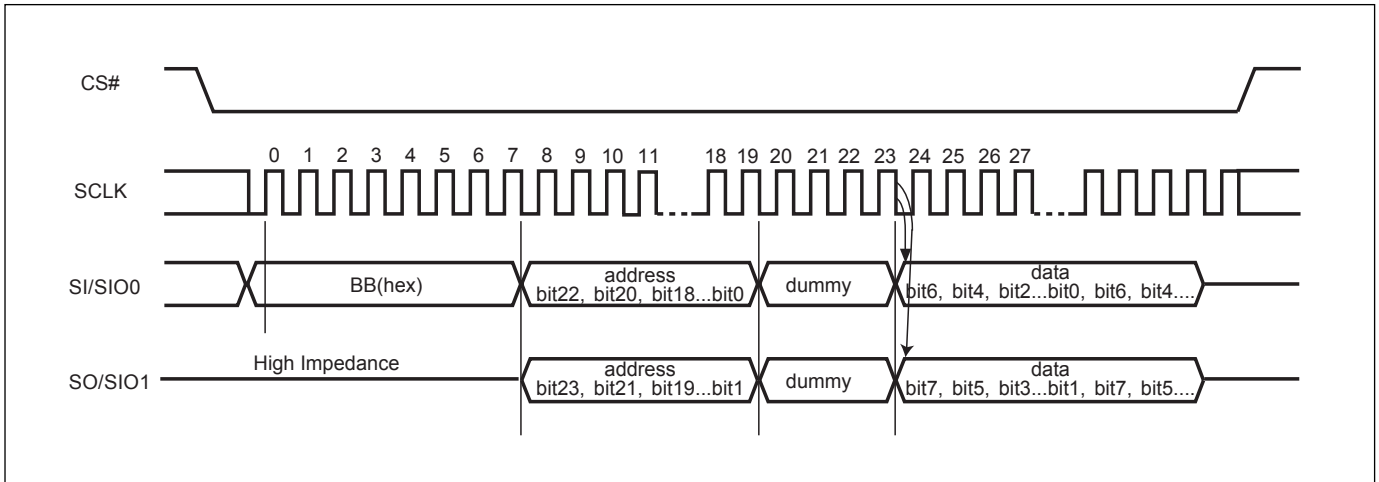 CS#
0 1 2 3 4 5 6 7 8 9 10 11 18 19 20 21 22 23 24 25 26 27
SCLK
SI/SIO0
BB(hex)
address
bit22, bit20, bit18...bit0
dummy
data
bit6, bit4, bit2...bit0, bit6, bit4....
High Impedance
SO/SIO1
address
bit23, bit21, bit19...bit1
dummy
data
bit7, bit5, bit3...bit1, bit7, bit5....